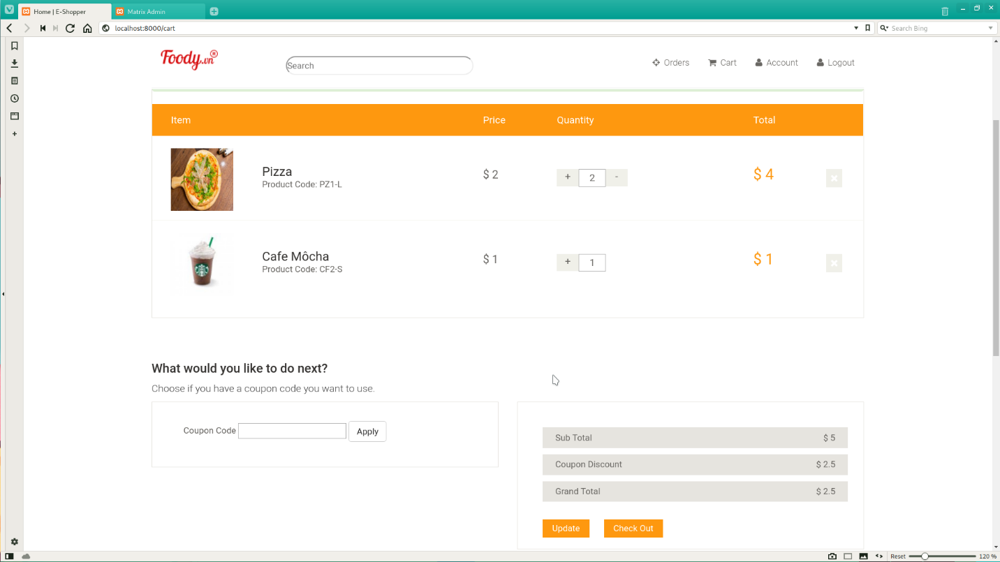 Home | E-Shopper
Matrix Admin
localhost:8000/cart
Search Bing
Foody.vn®
Search
Orders
Cart
Account
Logout
Item Price Quantity Total
Pizza
Product Code: PZ1-L
$ 2
+ 2 -
$ 4
Cafe Môcha
Product Code: CF2-S
$ 1
+ 1
$ 1
What would you like to do next?
Choose if you have a coupon code you want to use.
Coupon Code
Apply
Sub Total $ 5
Coupon Discount $ 2.5
Grand Total $ 2.5
Update
Check Out
Reset 120 %